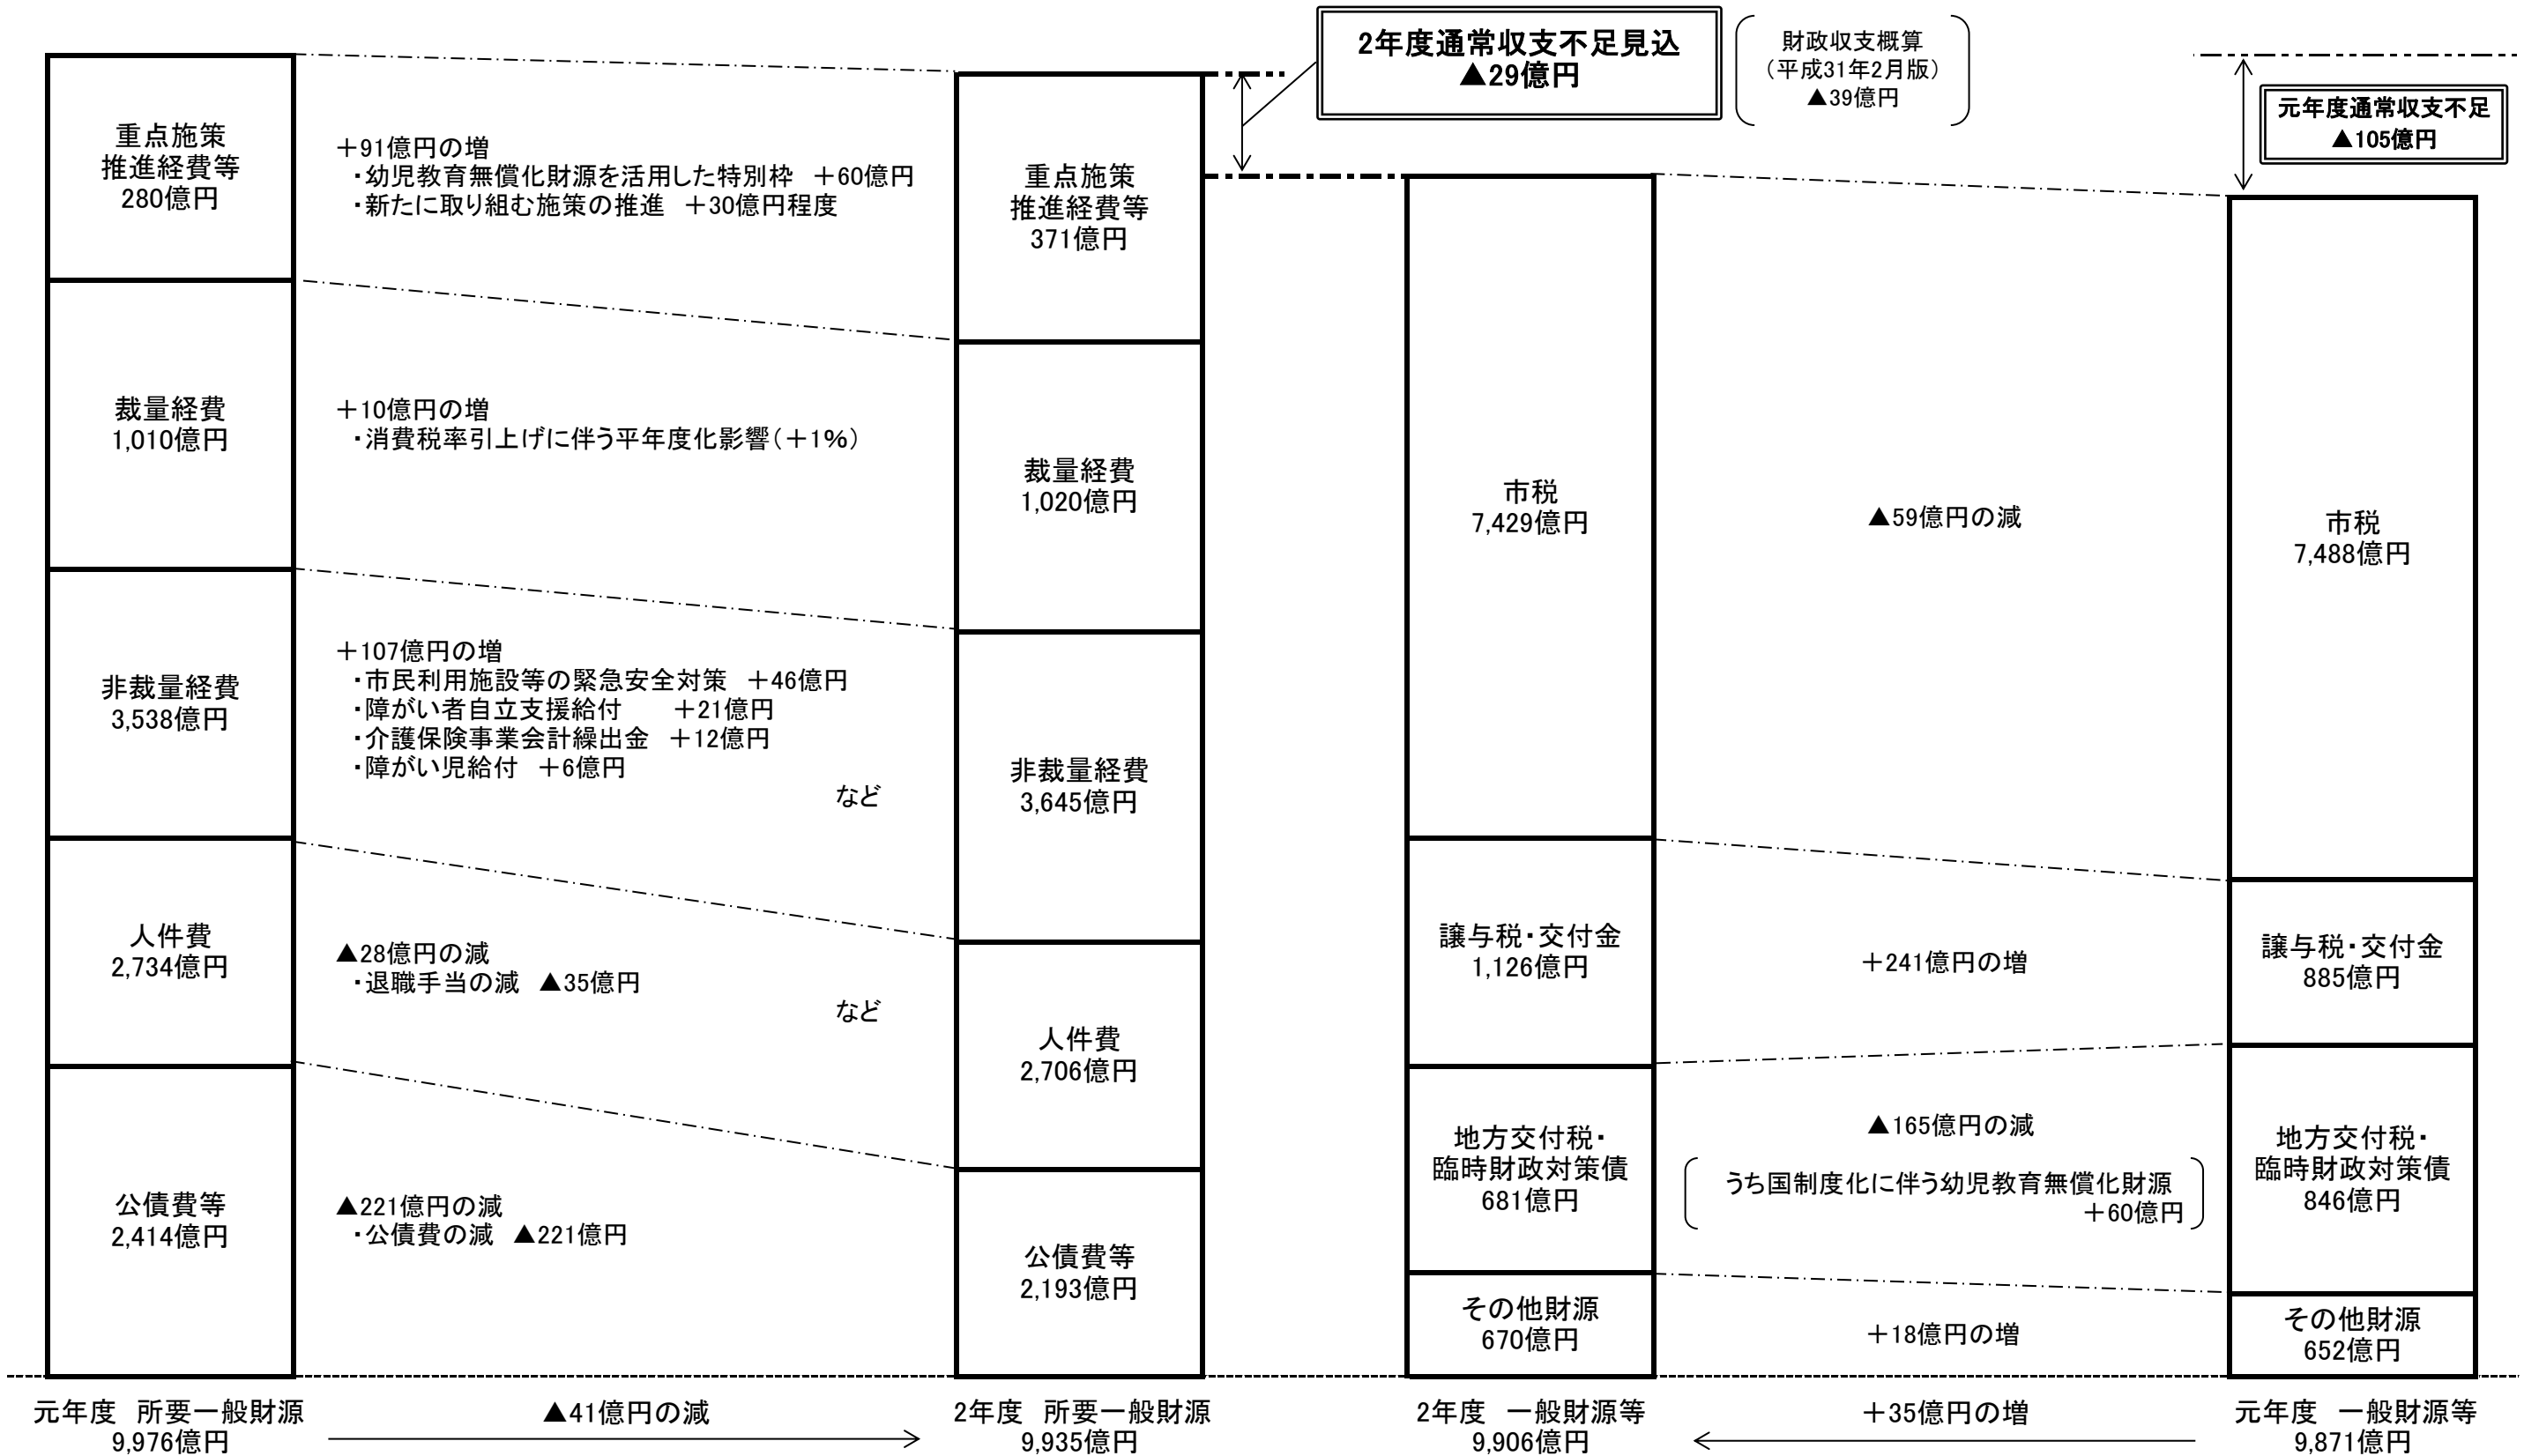 2年度通常収支不足見込
▲29億円
財政収支概算
（平成31年2月版）
▲39億円
元年度通常収支不足
▲105億円
重点施策
推進経費等
280億円
＋91億円の増
・幼児教育無償化財源を活用した特別枠　＋60億円
・新たに取り組む施策の推進　＋30億円程度
重点施策
推進経費等
371億円
裁量経費
1,010億円
＋10億円の増
・消費税率引上げに伴う平年度化影響（＋1%）
裁量経費
1,020億円
非裁量経費
3,538億円
＋107億円の増
・市民利用施設等の緊急安全対策　＋46億円
・障がい者自立支援給付　　＋21億円
・介護保険事業会計繰出金　＋12億円
・障がい児給付　＋6億円
など
非裁量経費
3,645億円
人件費
2,734億円
▲28億円の減
・退職手当の減　▲35億円
など
人件費
2,706億円
公債費等
2,414億円
▲221億円の減
・公債費の減　▲221億円
公債費等
2,193億円
市税
7,429億円
▲59億円の減
市税
7,488億円
譲与税・交付金
1,126億円
＋241億円の増
譲与税・交付金
885億円
地方交付税・
臨時財政対策債
681億円
▲165億円の減
うち国制度化に伴う幼児教育無償化財源
＋60億円
地方交付税・
臨時財政対策債
846億円
その他財源
670億円
＋18億円の増
その他財源
652億円
元年度　所要一般財源
9,976億円
▲41億円の減
2年度　所要一般財源
9,935億円
2年度　一般財源等
9,906億円
＋35億円の増
元年度　一般財源等
9,871億円